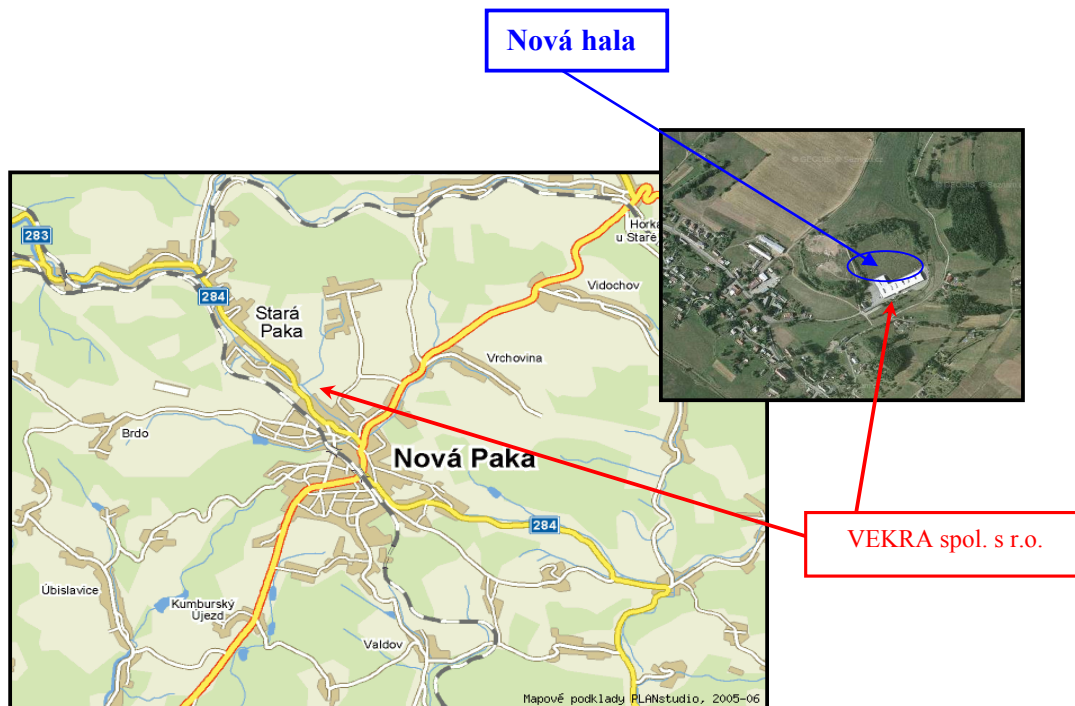 Nová hala
283
284
Stará
Paka
Horka
u Staré
Vidochov
Vrchovina
Brdo
Nová Paka
284
VEKRA spol. s r.o.
Úbislavice
Kumburský
Újezd
Valdov
Mapové podklady PLANstudio, 2005-06